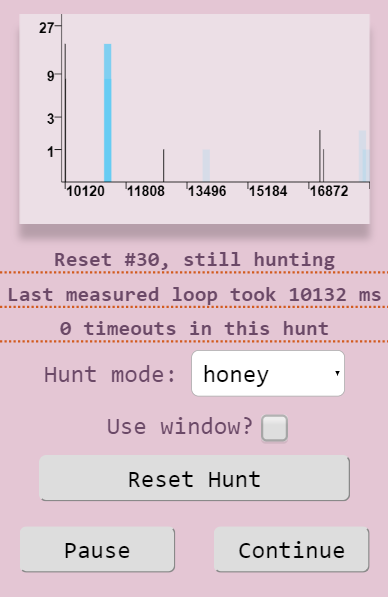 27
9
3
1
10120 11808 13496 15184 16872
Reset #30, still hunting
Last measured loop took 10132 ms
0 timeouts in this hunt
Hunt mode: honey
Use window?
Reset Hunt
Pause Continue